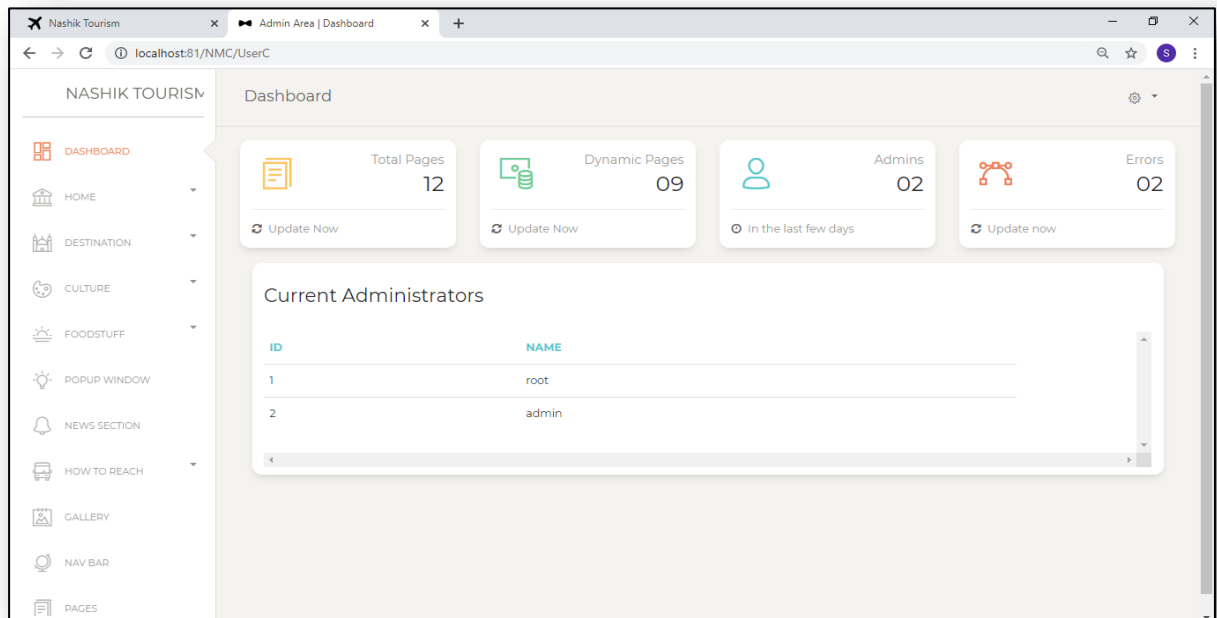 Nashik Tourism
Admin Area | Dashboard
localhost:81/NMC/UserC
S
NASHIK TOURISM
DASHBOARD
HOME
DESTINATION
CULTURE
FOODSTUFF
POPUP WINDOW
NEWS SECTION
HOW TO REACH
GALLERY
NAV BAR
PAGES
Dashboard
Total Pages
12
Update Now
Dynamic Pages
09
Update Now
Admins
02
In the last few days
Errors
02
Update now
Current Administrators
ID NAME
1 root
2 admin